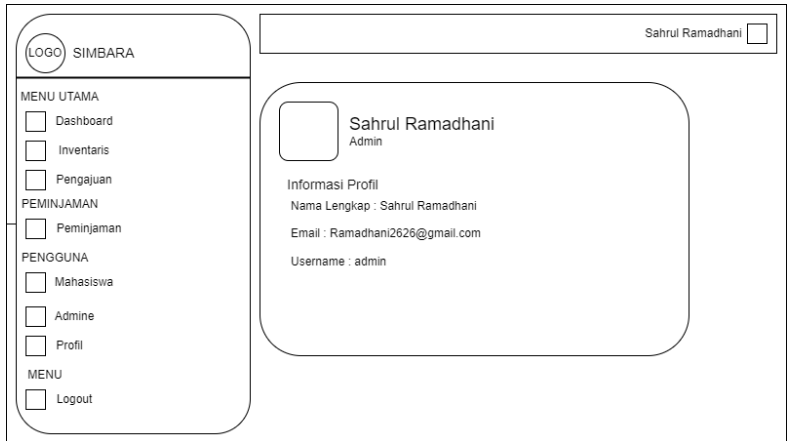 LOGO SIMBARA
MENU UTAMA
Dashboard
Inventaris
Pengajuan
PEMINJAMAN
Peminjaman
PENGGUNA
Mahasiswa
Admine
Profil
MENU
Logout
Sahrul Ramadhani
Sahrul Ramadhani
Admin
Informasi Profil
Nama Lengkap : Sahrul Ramadhani
Email : Ramadhani2626@gmail.com
Username : admin